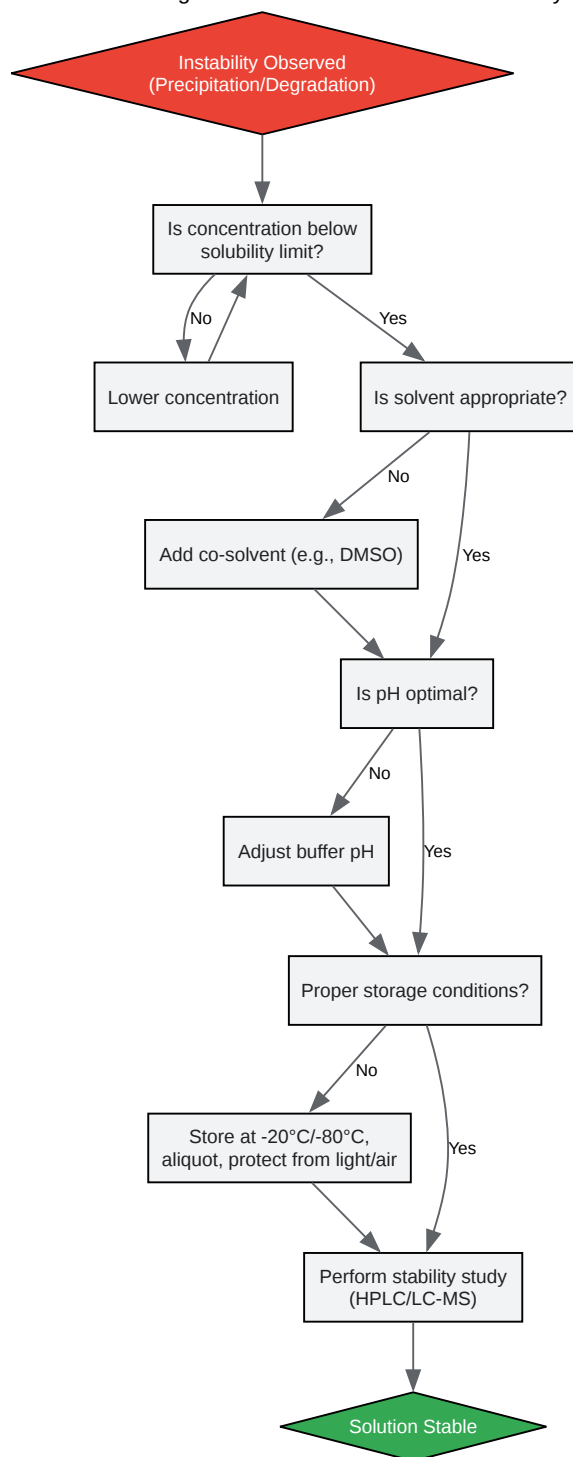 Instability Observed
(Precipitation/Degradation)
Is concentration below
solubility limit?
No
Yes
Lower concentration
Is solvent appropriate?
No
Add co-solvent (e.g., DMSO)
Yes
Is pH optimal?
No
Adjust buffer pH
Yes
Proper storage conditions?
No
Store at -20°C/-80°C,
aliquot, protect from light/air
Yes
Perform stability study
(HPLC/LC-MS)
Solution Stable